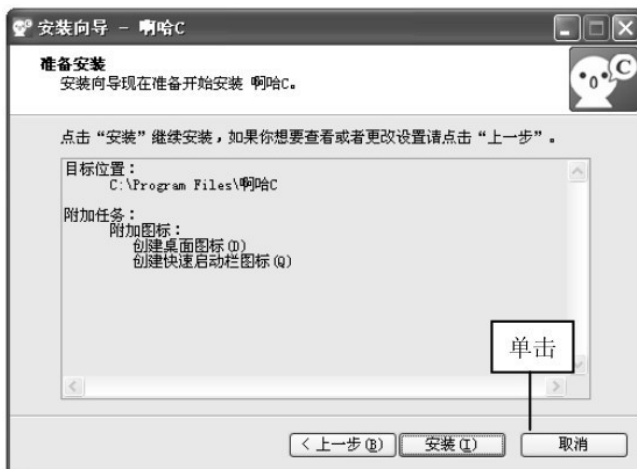 安装向导 - 啊哈C
准备安装
安装向导现在准备开始安装 啊哈C。
C
点击“安装”继续安装，如果你想要查看或者更改设置请点击“上一步”。
目标位置：
C:\Program Files\啊哈C
附加任务：
附加图标：
创建桌面图标(D)
创建快速启动栏图标(Q)
单击
< 上一步(B)
安装(I)
取消